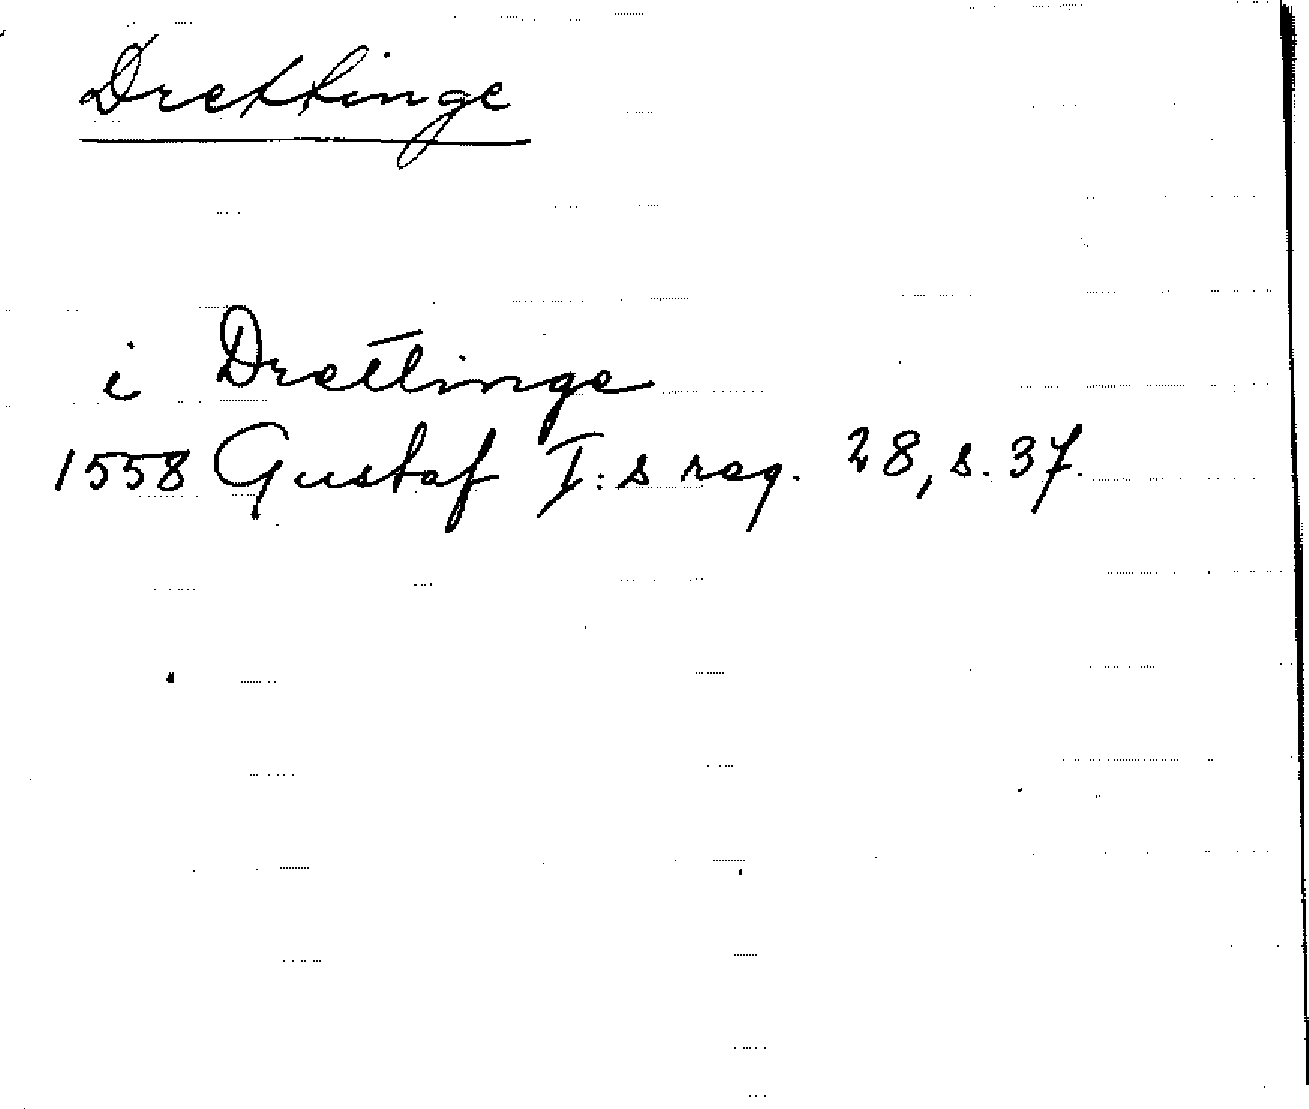 Drettinge
i Drettinge
1558 Gustaf I:s reg. 28, s. 37.